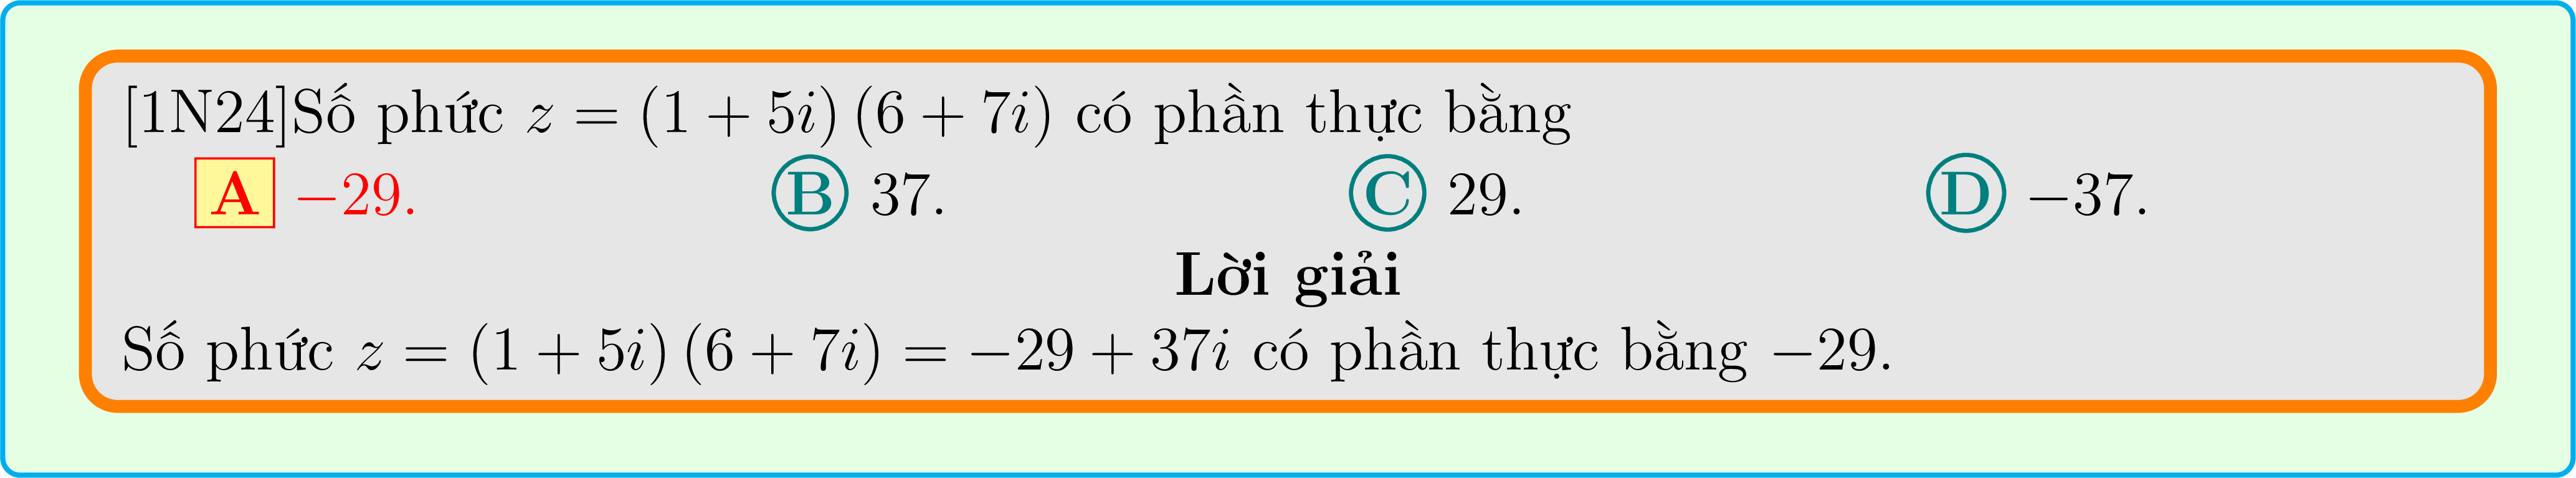 [1N24]Số phức z = (1 + 5i) (6 + 7i) có phần thực bằng
A −29. B 37. C 29. D −37.
Lời giải
Số phức z = (1 + 5i) (6 + 7i) = −29 + 37i có phần thực bằng −29.